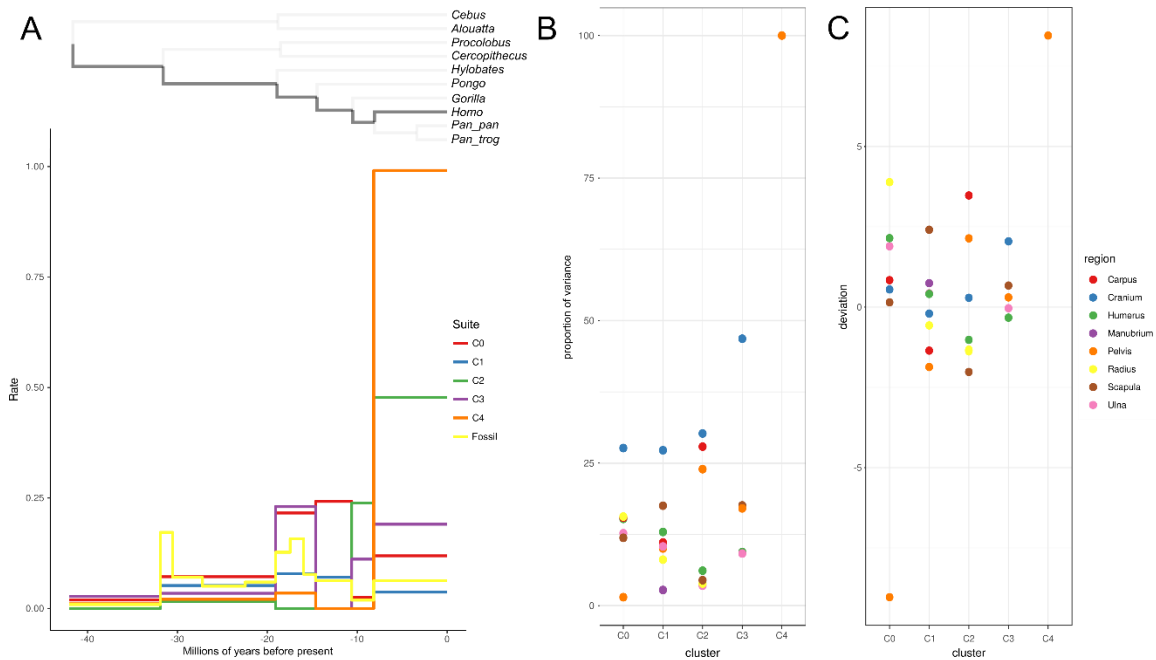 A
Cebus
Alouatta
Procolobus
Cercopithecus
Hylobates
Pongo
Gorilla
Homo
Pan_pan
Pan_trog
1.00
0.75
0.50
0.25
0.00
Rate
-40
-30
-20
-10
0
Millions of years before present
Suite
C0
C1
C2
C3
C4
Fossil
B
100
75
50
25
0
proportion of variance
C0
C1
C2
C3
C4
cluster
C
5
0
-5
deviation
C0
C1
C2
C3
C4
cluster
region
Carpus
Cranium
Humerus
Manubrium
Pelvis
Radius
Scapula
Ulna